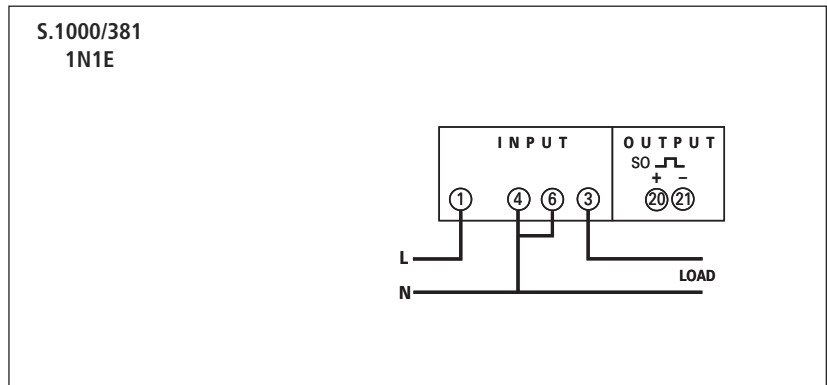 S.1000/381
1N1E
INPUT OUTPUT
SO
+ –
1 4 6 3 20 21
L
LOAD
N